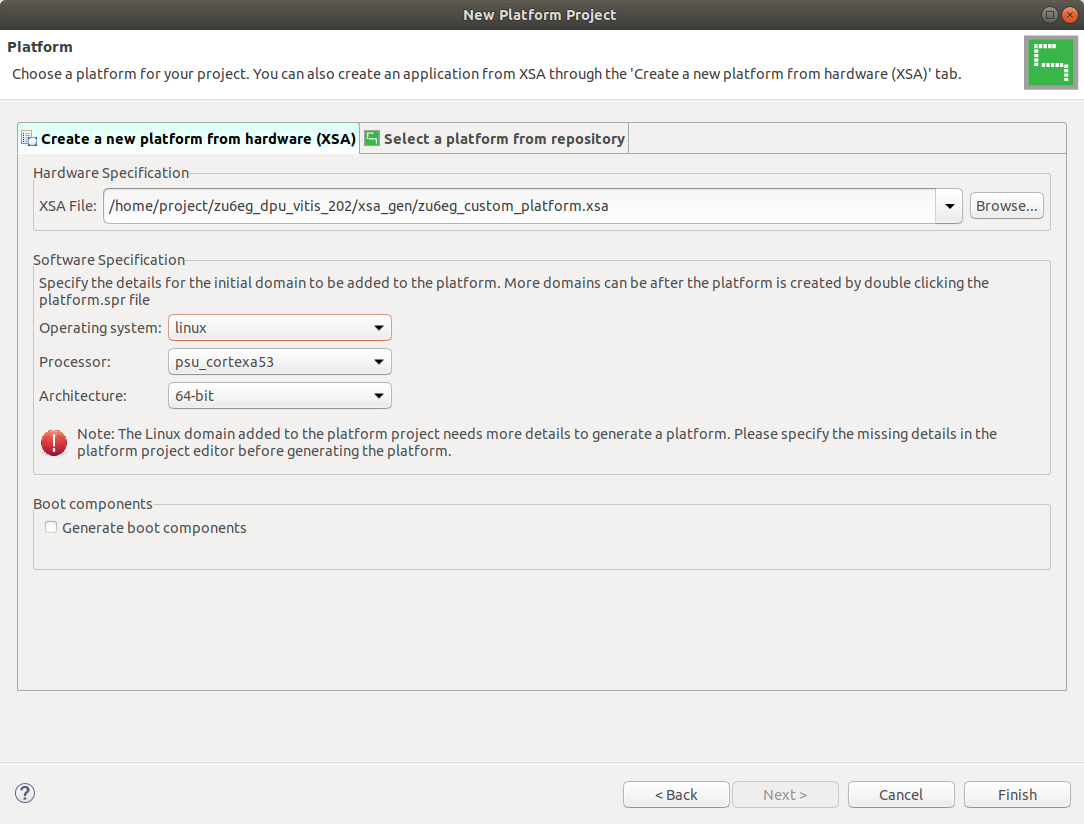 New Platform Project
Platform
Choose a platform for your project. You can also create an application from XSA through the 'Create a new platform from hardware (XSA)' tab.
Create a new platform from hardware (XSA)
Select a platform from repository
Hardware Specification
XSA File: /home/project/zu6eg_dpu_vitis_202/xsa_gen/zu6eg_custom_platform.xsa Browse...
Software Specification
Specify the details for the initial domain to be added to the platform. More domains can be after the platform is created by double clicking the
platform.spr file
Operating system: linux
Processor: psu_cortexa53
Architecture: 64-bit
Note: The Linux domain added to the platform project needs more details to generate a platform. Please specify the missing details in the
platform project editor before generating the platform.
Boot components
Generate boot components
? < Back Next > Cancel Finish